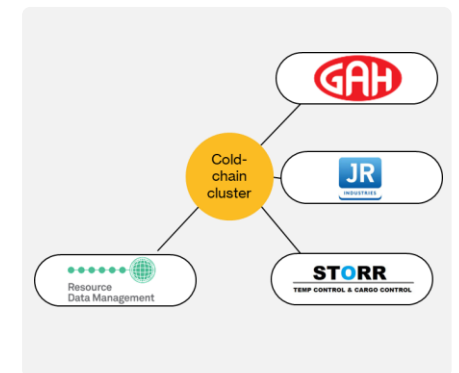 GAH
Cold-
chain
cluster
JR
INDUSTRIES
Resource
Data Management
STORR
TEMP CONTROL & CARGO CONTROL